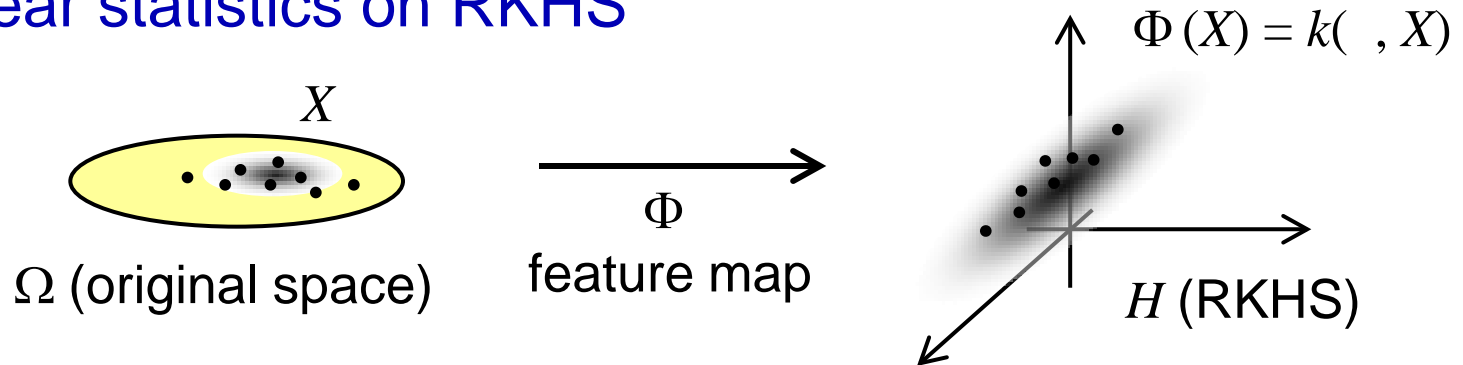 ear statistics on RKHS
Φ (X) = k( , X)
X
Φ
feature map
Ω (original space)
H (RKHS)